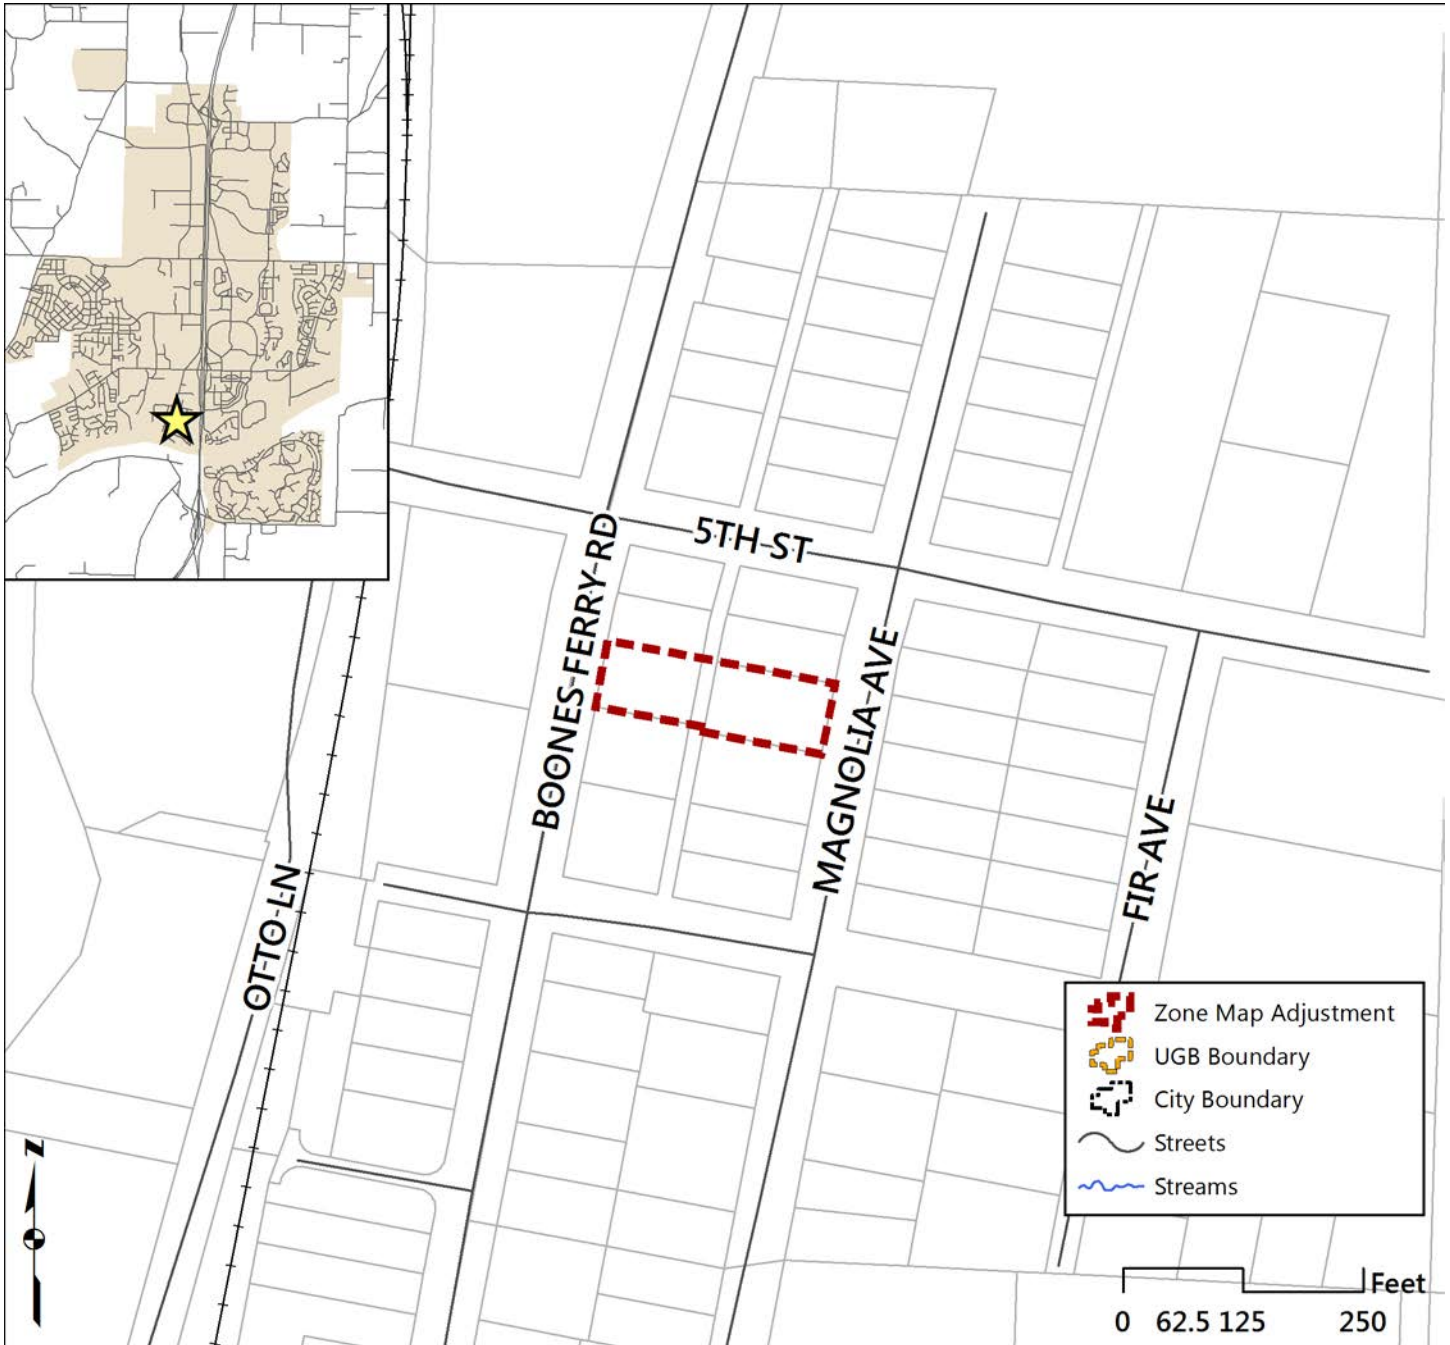 5TH ST
BOONES FERRY RD
MAGNOLIA AVE
FIR AVE
OTTO LN
Zone Map Adjustment
UGB Boundary
City Boundary
Streets
Streams
N
Feet
0 62.5 125 250